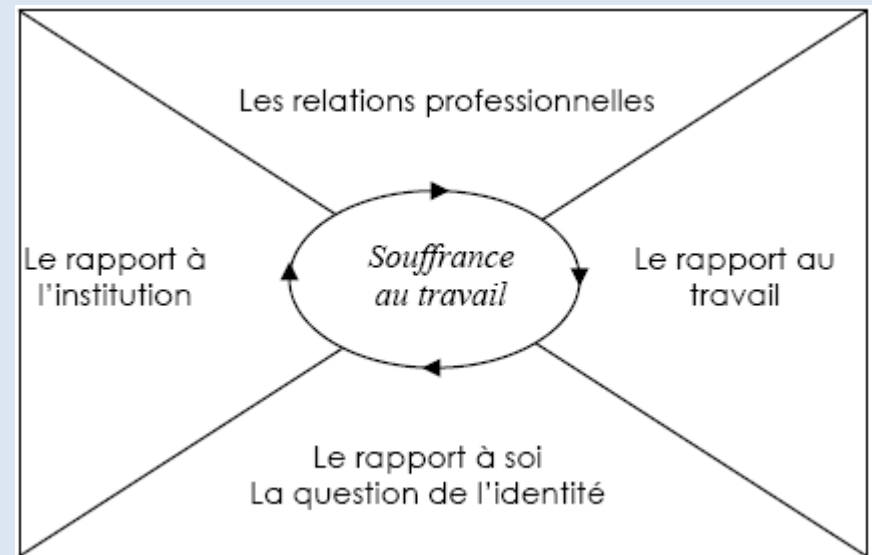 Les relations professionnelles
Le rapport à
l'institution
Souffrance
au travail
Le rapport au
travail
Le rapport à soi
La question de l'identité